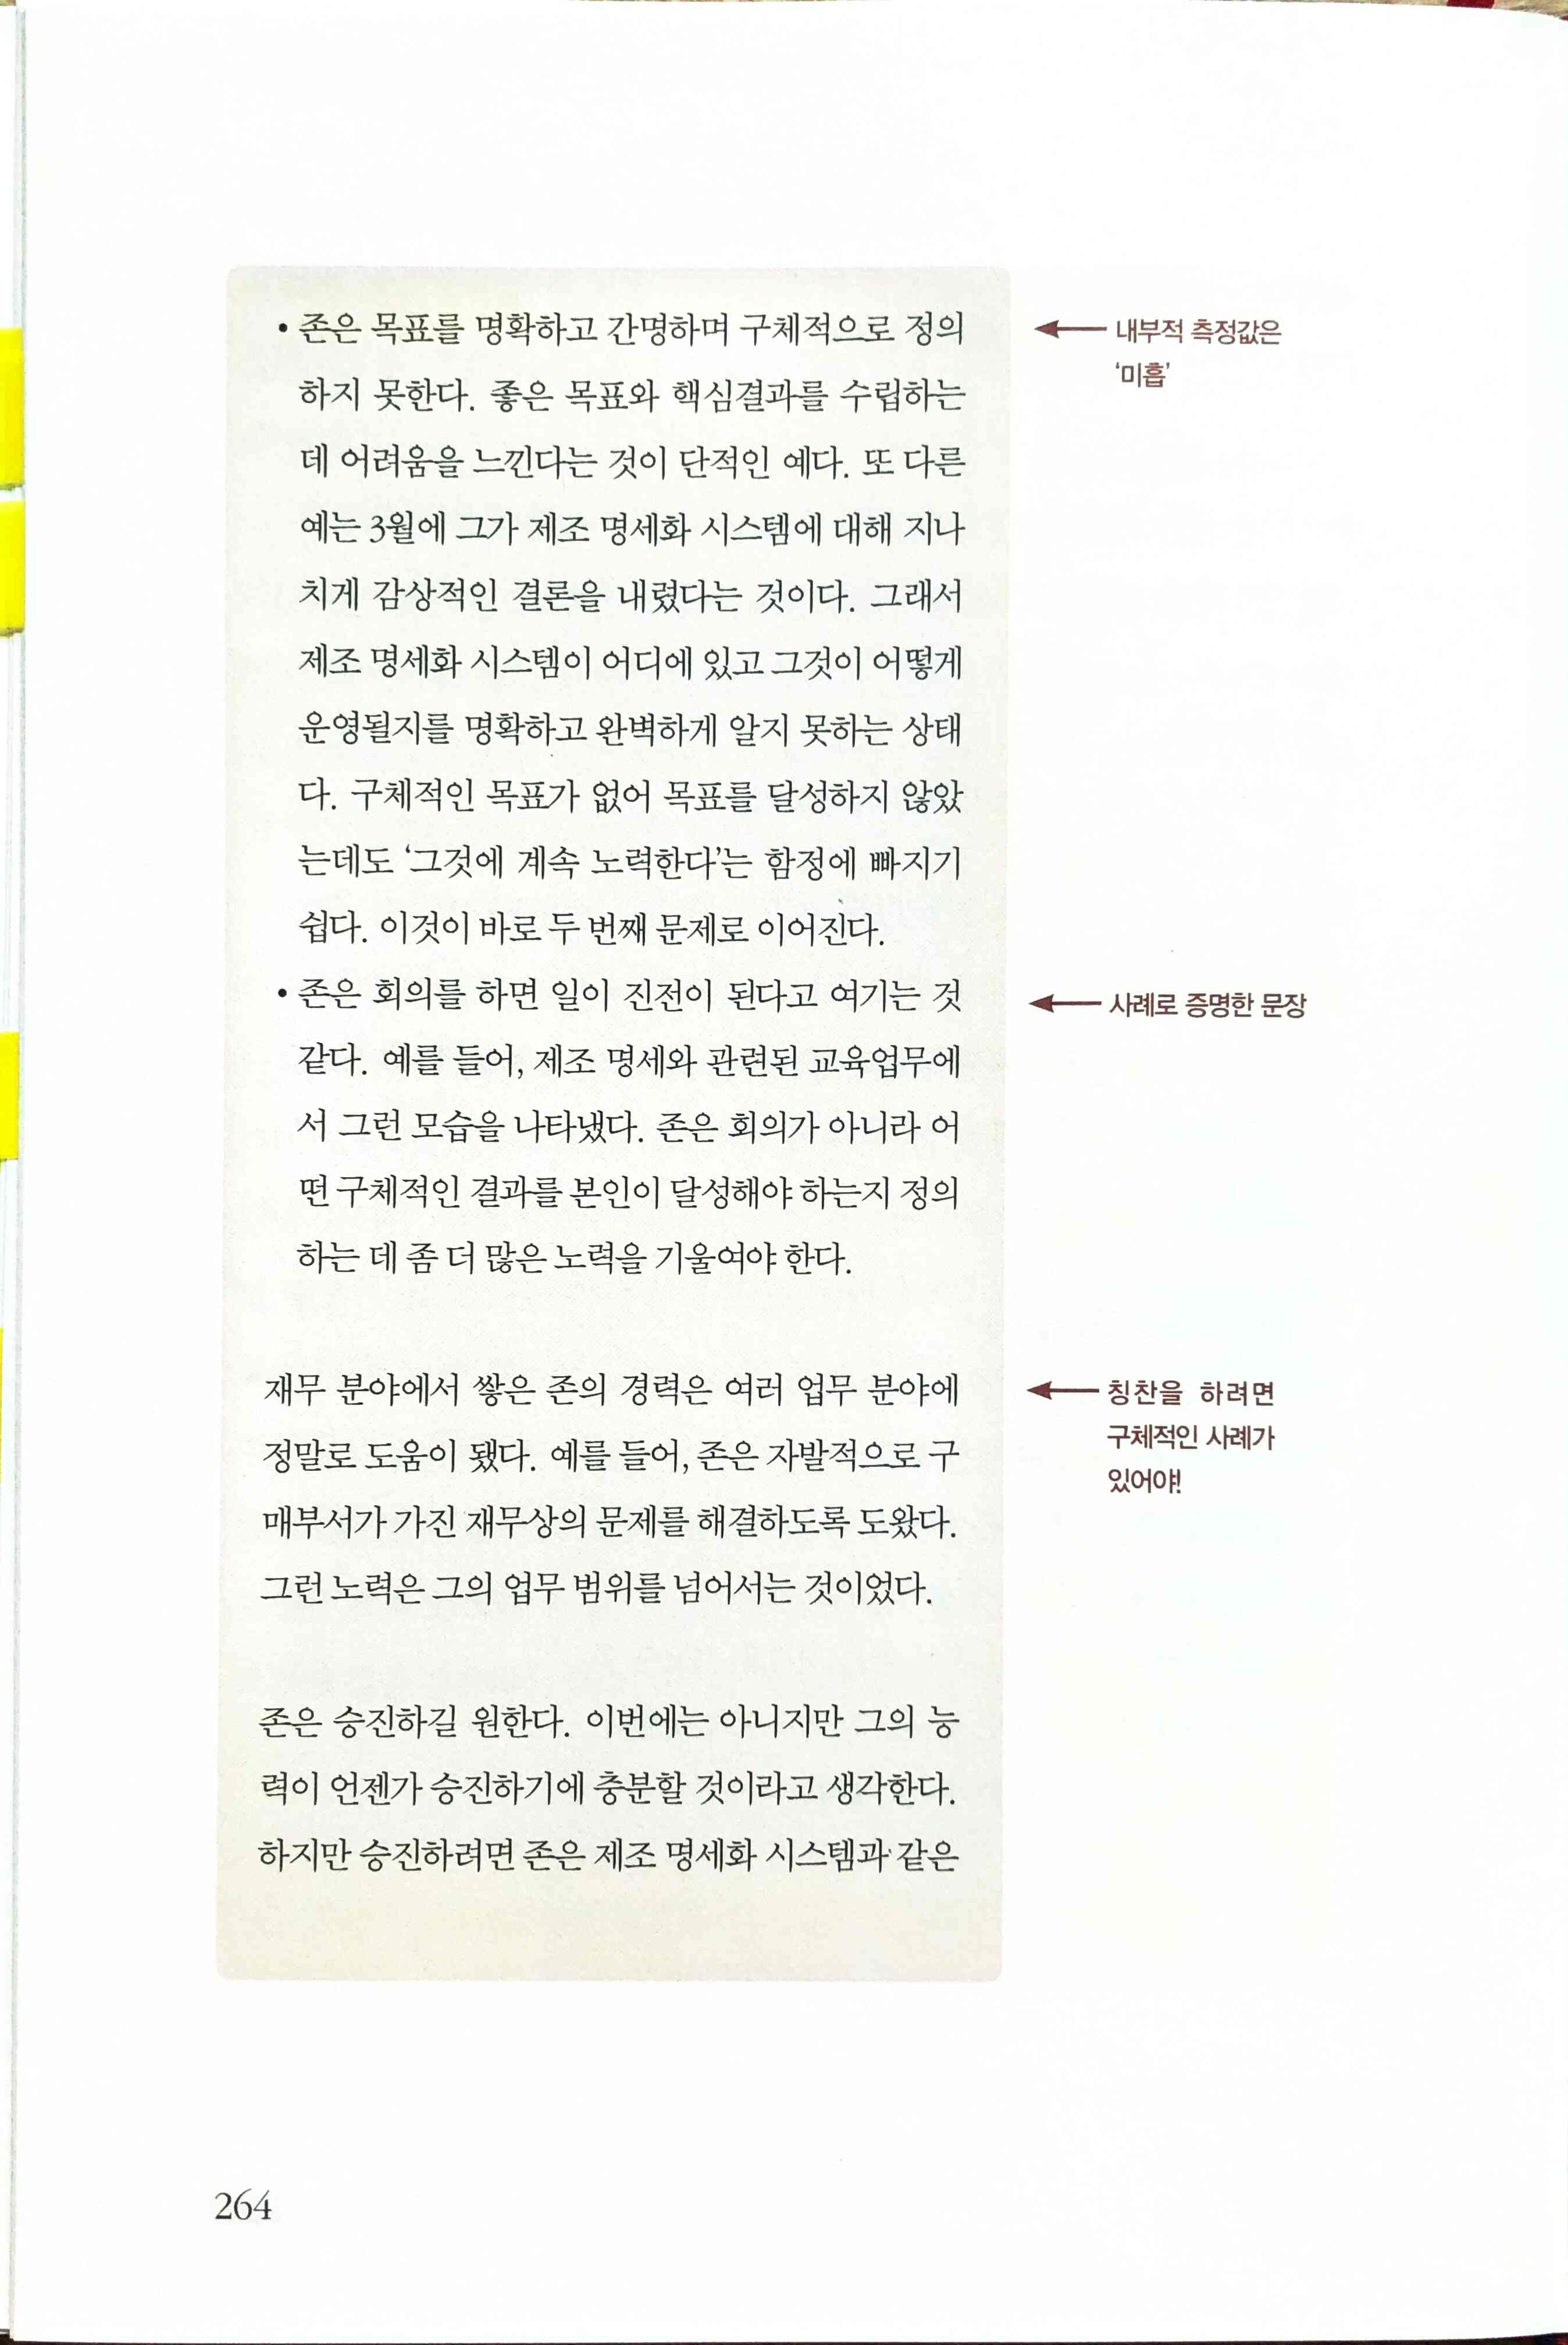 • 존은 목표를 명확하고 간명하며 구체적으로 정의
하지 못한다. 좋은 목표와 핵심결과를 수립하는
데 어려움을 느낀다는 것이 단적인 예다. 또 다른
예는 3월에 그가 제조 명세화 시스템에 대해 지나
치게 감상적인 결론을 내렸다는 것이다. 그래서
제조 명세화 시스템이 어디에 있고 그것이 어떻게
운영될지를 명확하고 완벽하게 알지 못하는 상태
다. 구체적인 목표가 없어 목표를 달성하지 않았
는데도 ‘그것에 계속 노력한다’는 함정에 빠지기
쉽다. 이것이 바로 두 번째 문제로 이어진다.
• 존은 회의를 하면 일이 진전이 된다고 여기는 것
같다. 예를 들어, 제조 명세와 관련된 교육업무에
서 그런 모습을 나타냈다. 존은 회의가 아니라 어
떤 구체적인 결과를 본인이 달성해야 하는지 정의
하는 데 좀 더 많은 노력을 기울여야 한다.
재무 분야에서 쌓은 존의 경력은 여러 업무 분야에
정말로 도움이 됐다. 예를 들어, 존은 자발적으로 구
매부서가 가진 재무상의 문제를 해결하도록 도왔다.
그런 노력은 그의 업무 범위를 넘어서는 것이었다.
존은 승진하길 원한다. 이번에는 아니지만 그의 능
력이 언젠가 승진하기에 충분할 것이라고 생각한다.
하지만 승진하려면 존은 제조 명세화 시스템과 같은
내부적 측정값은
‘미흡’
사례로 증명한 문장
칭찬을 하려면
구체적인 사례가
있어야!
264